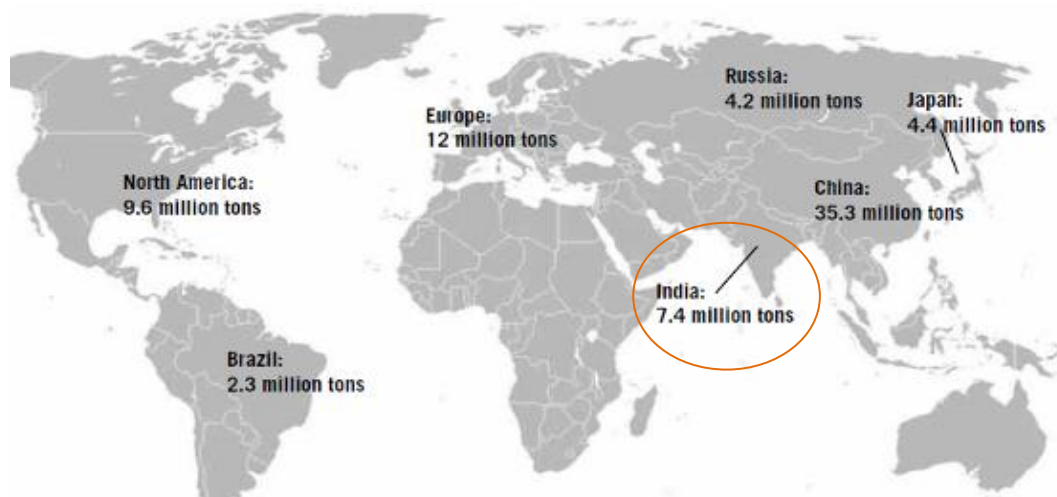 Russia:
4.2 million tons
Japan:
4.4 million tons
Europe:
12 million tons
North America:
9.6 million tons
China:
35.3 million tons
India:
7.4 million tons
Brazil:
2.3 million tons